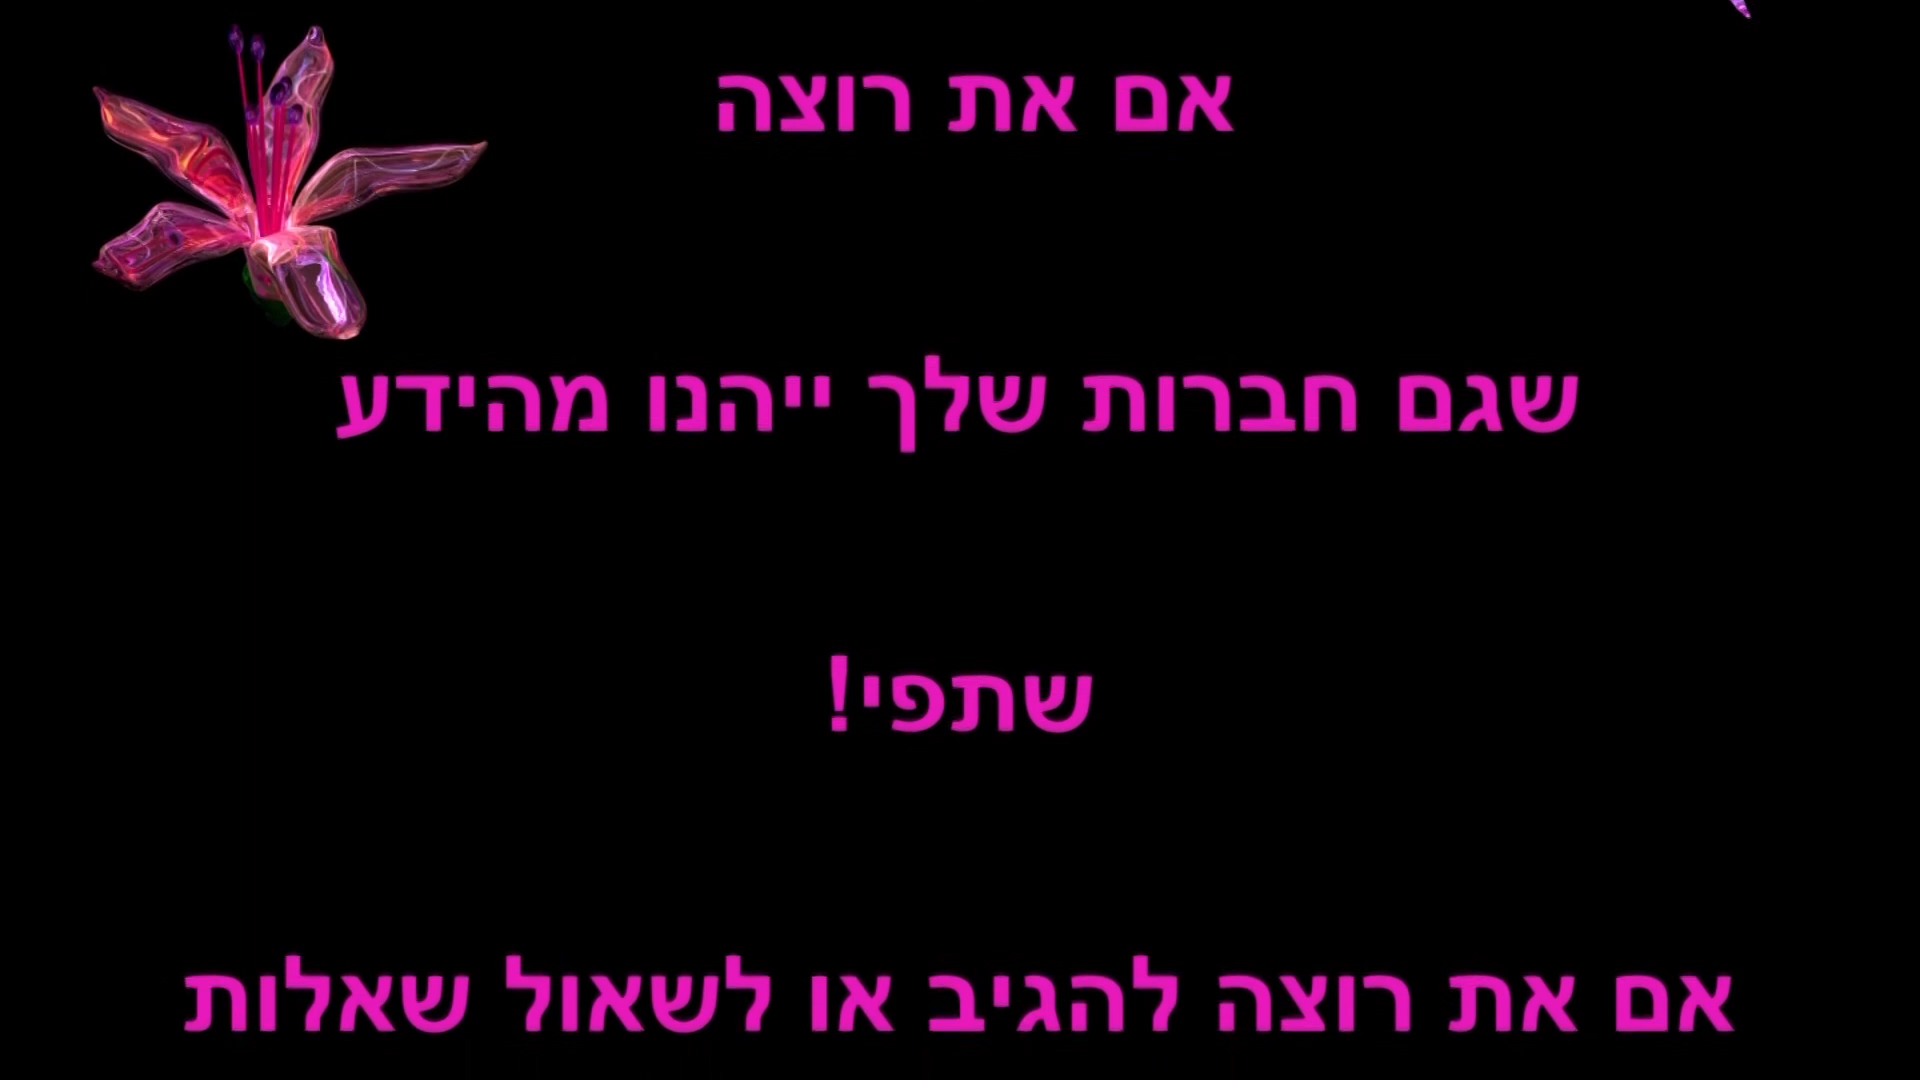 אם את רוצה
שגם חברות שלך ייהנו מהידע
שתפי!
אם את רוצה להגיב או לשאול שאלות